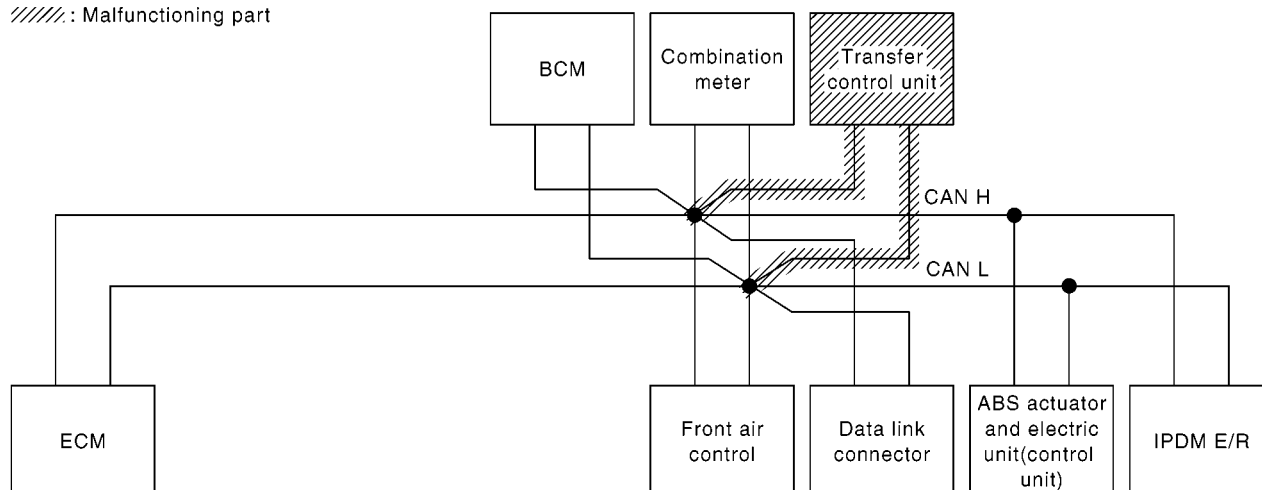 : Malfunctioning part
BCM
Combination
meter
Transfer
control unit
CAN H
CAN L
ECM
Front air
control
Data link
connector
ABS actuator
and electric
unit(control
unit)
IPDM E/R